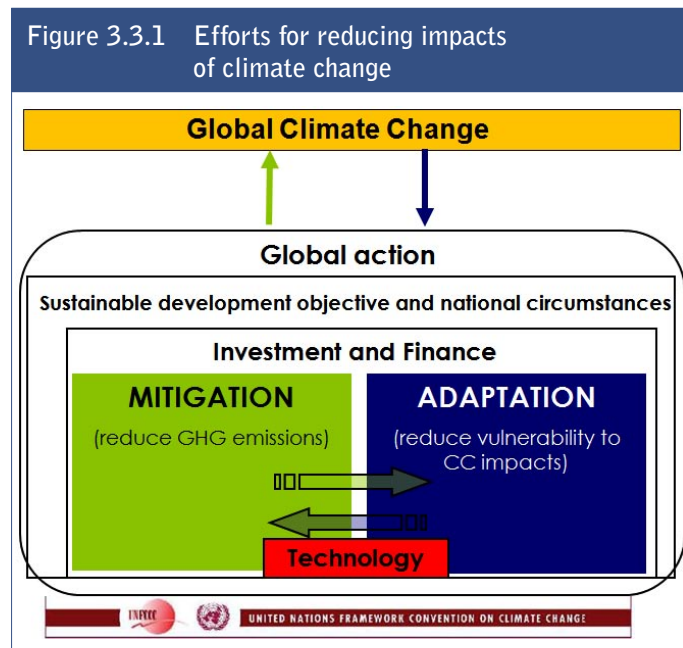 Figure 3.3.1 Efforts for reducing impacts
of climate change
Global Climate Change
Global action
Sustainable development objective and national circumstances
Investment and Finance
MITIGATION
(reduce GHG emissions)
ADAPTATION
(reduce vulnerability to
CC impacts)
Technology
UNFCCC
UNITED NATIONS FRAMEWORK CONVENTION ON CLIMATE CHANGE